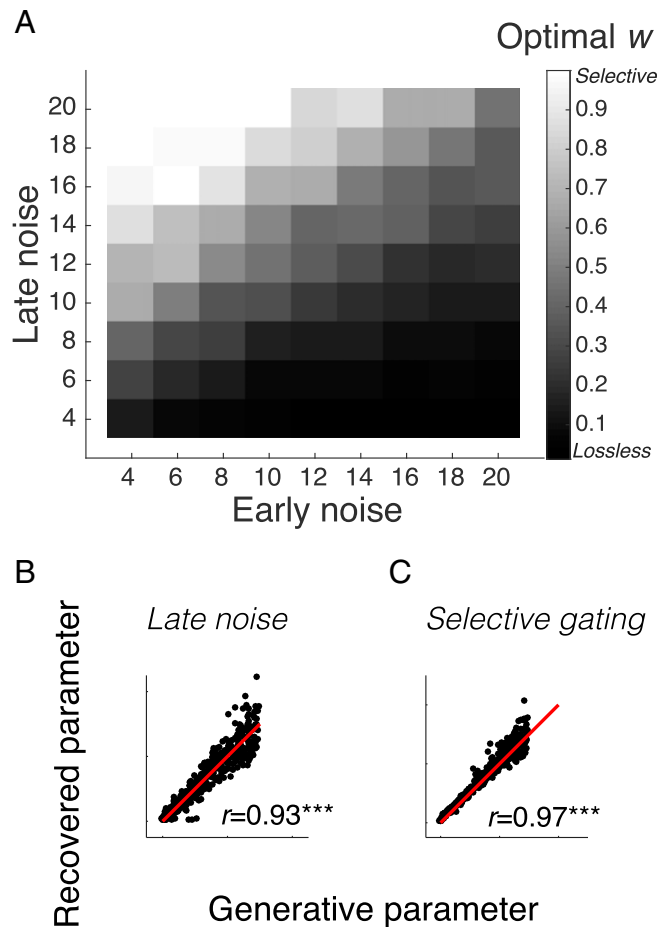 A
Optimal w
Selective
0.9
0.8
0.7
0.6
0.5
0.4
0.3
0.2
0.1
Lossless
Late noise
20
18
16
14
12
10
8
6
4
4 6 8 10 12 14 16 18 20
Early noise
B
C
Late noise
Selective gating
Recovered parameter
r=0.93***
r=0.97***
Generative parameter